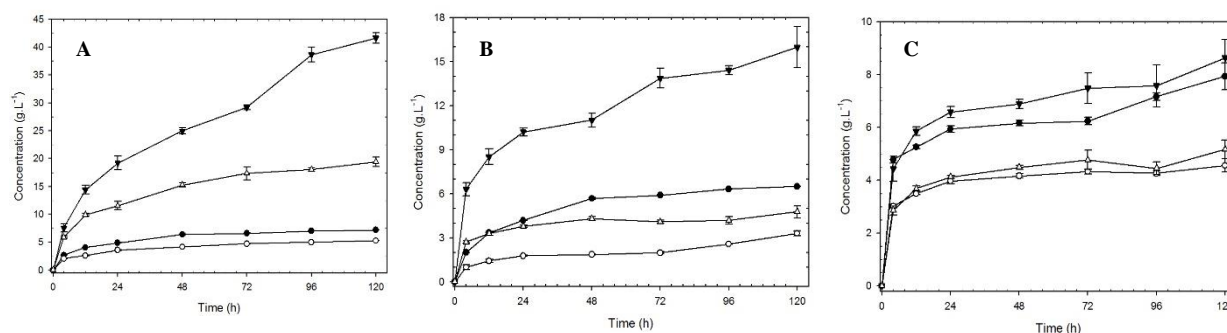 A
Concentration (g.L⁻¹)
45
40
35
30
25
20
15
10
5
0
0 24 48 72 96 120
Time (h)
B
Concentration (g.L⁻¹)
18
15
12
9
6
3
0
0 24 48 72 96 120
Time (h)
C
Concentration (g.L⁻¹)
10
8
6
4
2
0
0 24 48 72 96 12
Time (h)